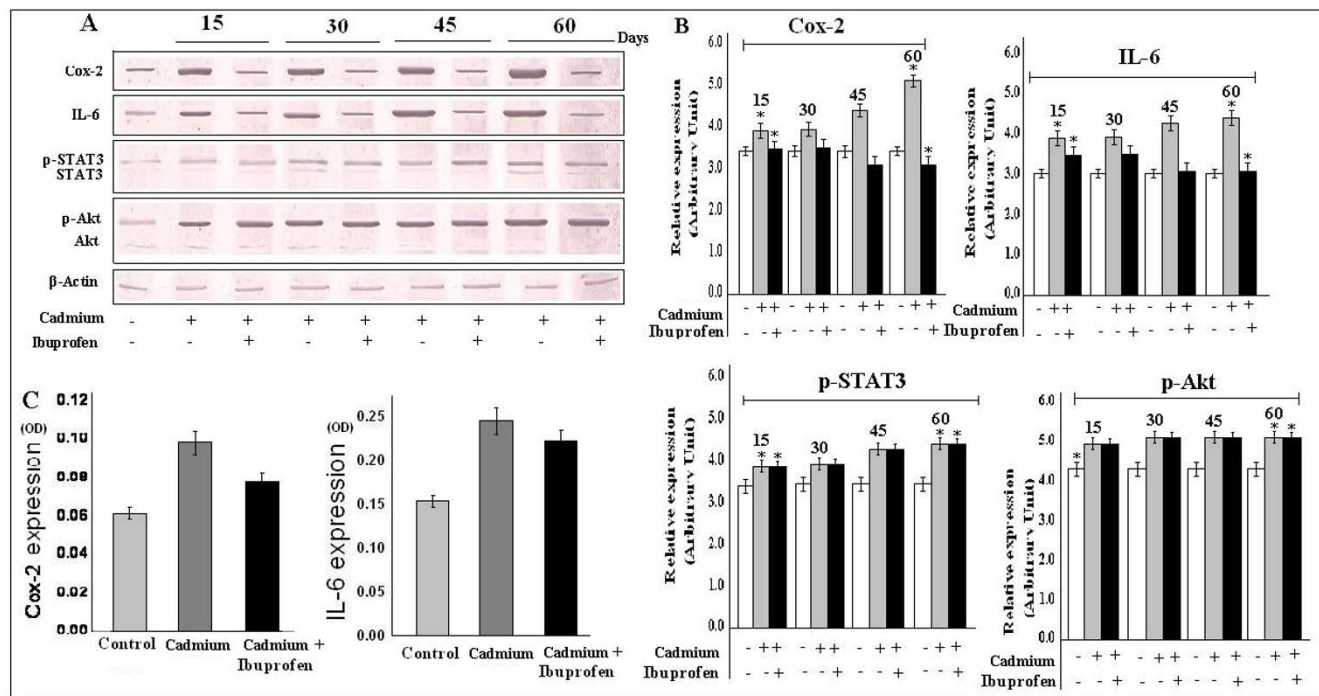 A
15 30 45 60 Days
Cox-2
IL-6
p-STAT3
STAT3
p-Akt
Akt
β-Actin
Cadmium - + + + + + + + +
Ibuprofen - - + - + - + - +
B
Cox-2
Relative expression
(Arbitrary Unit)
6.0
5.0
4.0
3.0
2.0
1.0
0.0
15 30 45 60
* * * *
Cadmium - + + - + + - + + - + +
Ibuprofen - - + - - + - - + - - +
IL-6
Relative expression
(Arbitrary Unit)
6.0
5.0
4.0
3.0
2.0
1.0
0.0
15 30 45 60
* * * *
- + + - + + - + + - + +
- - + - - + - - + - - +
C
Cox-2 expression (OD)
0.12
0.10
0.08
0.06
0.04
0.02
0.00
Control Cadmium Cadmium +
Ibuprofen
IL-6 expression (OD)
0.25
0.20
0.15
0.10
0.05
0.00
Control Cadmium Cadmium +
Ibuprofen
p-STAT3
Relative expression
(Arbitrary Unit)
6.0
5.0
4.0
3.0
2.0
1.0
0.0
15 30 45 60
* * * *
Cadmium - + + - + + - + + - + +
Ibuprofen - - + - - + - - + - - +
p-Akt
Relative expression
(Arbitrary Unit)
6.0
5.0
4.0
3.0
2.0
1.0
0.0
15 30 45 60
* * *
Cadmium - + + - + + - + + - + +
Ibuprofen - - + - - + - - + - - +